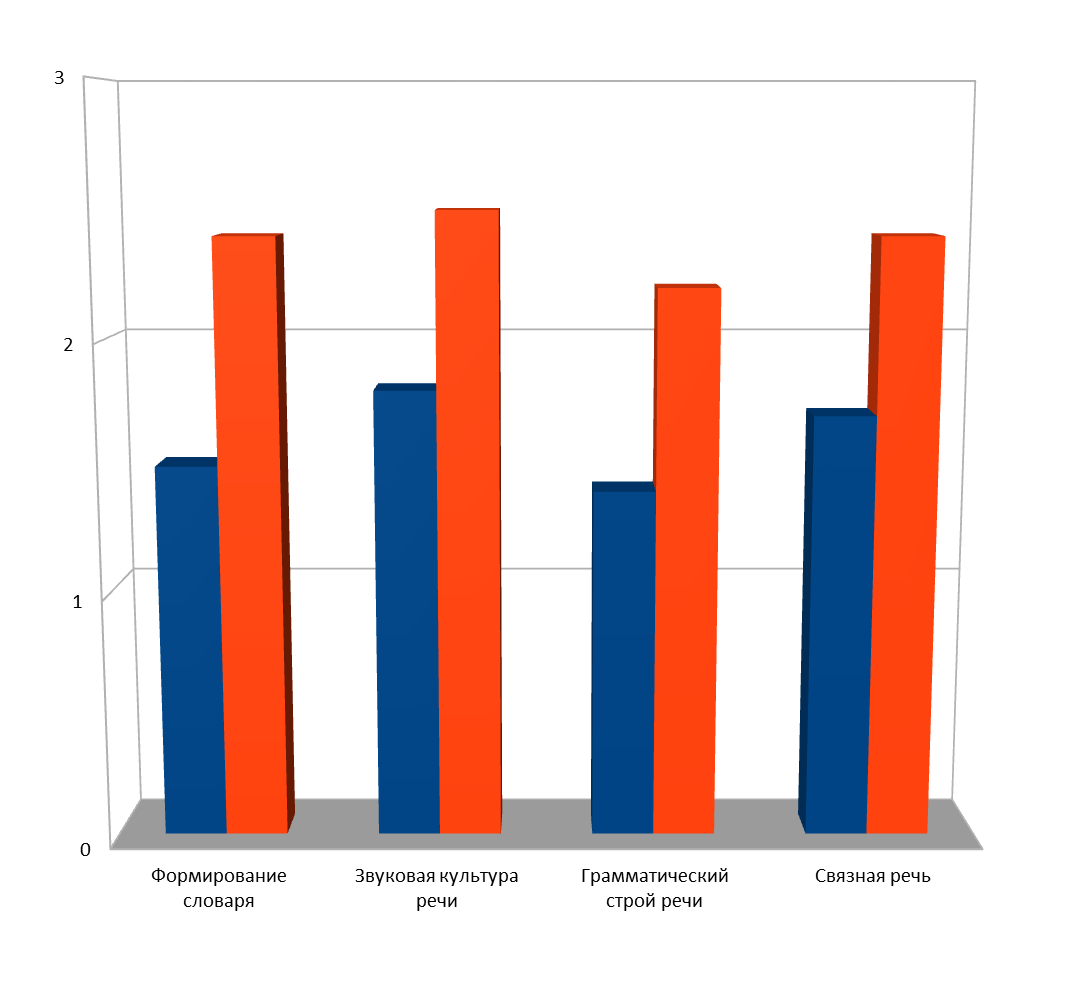 3
2
1
0
Формирование
словаря
Звуковая культура
речи
Грамматический
строй речи
Связная речь